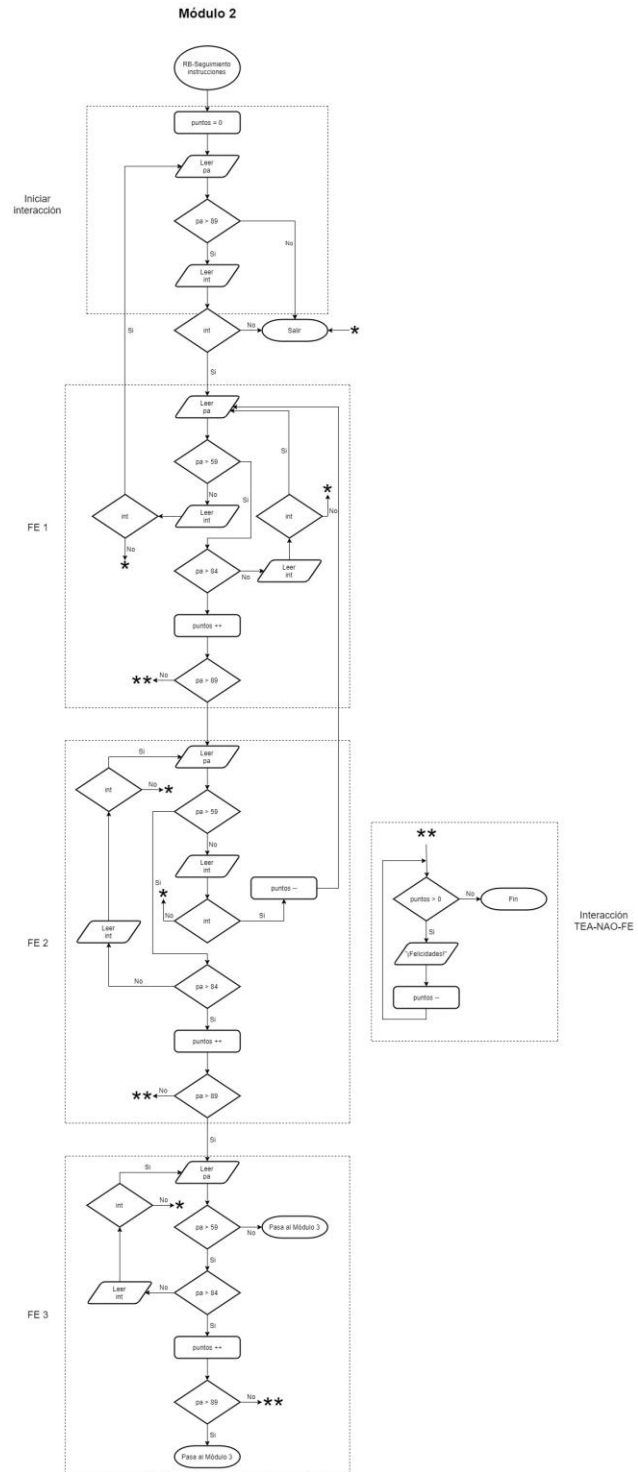 Módulo 2
RB-Seguimiento
instrucciones
puntos = 0
Leer
pa
Iniciar
interacción
pa > 89
No
Si
Leer
int
Si
int
No
Salir
*
Si
Leer
pa
Si
pa > 59
Si
No
*
Leer
int
int
int
No
FE 1
No
*
pa > 84
No
Leer
int
puntos ++
pa > 89
No
**
Leer
pa
Si
int
No
*
pa > 59
No
Leer
int
Si
*
puntos --
No
int
Si
Leer
int
FE 2
No
pa > 84
Si
puntos ++
pa > 89
No
**
Si
**
puntos > 0
No
Fin
Si
"¡Felicidades!"
puntos --
Interacción
TEA-NAO-FE
Leer
pa
Si
int
No
*
pa > 59
No
Pasa al Módulo 3
Si
Leer
int
No
pa > 84
FE 3
Si
puntos ++
pa > 89
No
**
Si
Pasa al Módulo 3